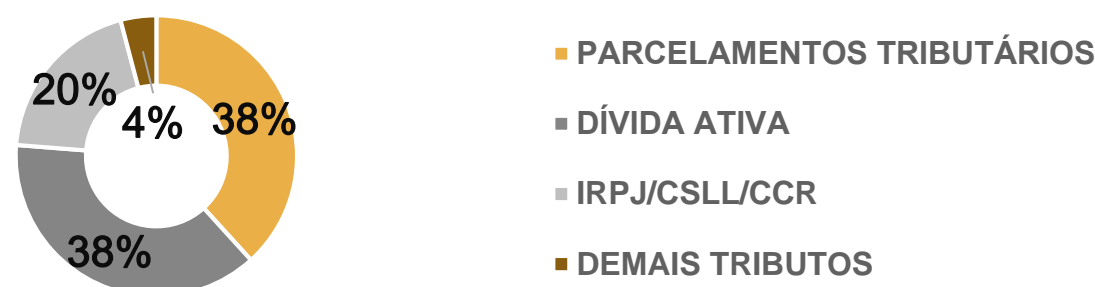 20%
4%
38%
38%
PARCELAMENTOS TRIBUTÁRIOS
DÍVIDA ATIVA
IRPJ/CSLL/CCR
DEMAIS TRIBUTOS